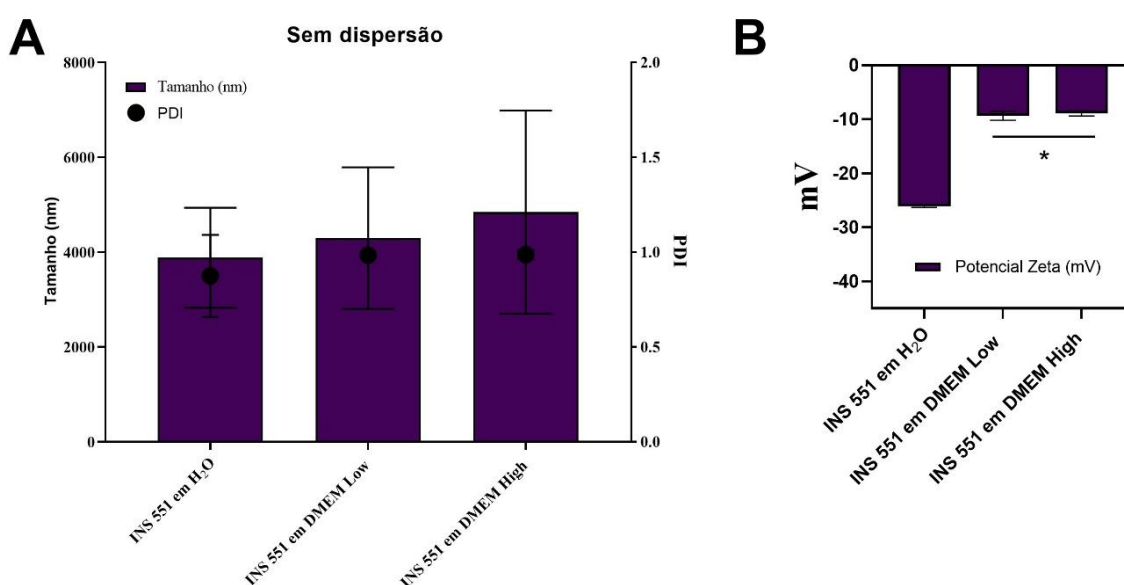 A
Sem dispersão
8000
6000
4000
2000
0
Tamanho (nm)
Tamanho (nm)
PDI
2.0
1.5
1.0
0.5
0.0
PDI
INS 551 em H₂O
INS 551 em DMEM Low
INS 551 em DMEM High
B
0
-10
-20
-30
-40
mV
*
Potencial Zeta (mV)
INS 551 em H₂O
INS 551 em DMEM Low
INS 551 em DMEM High